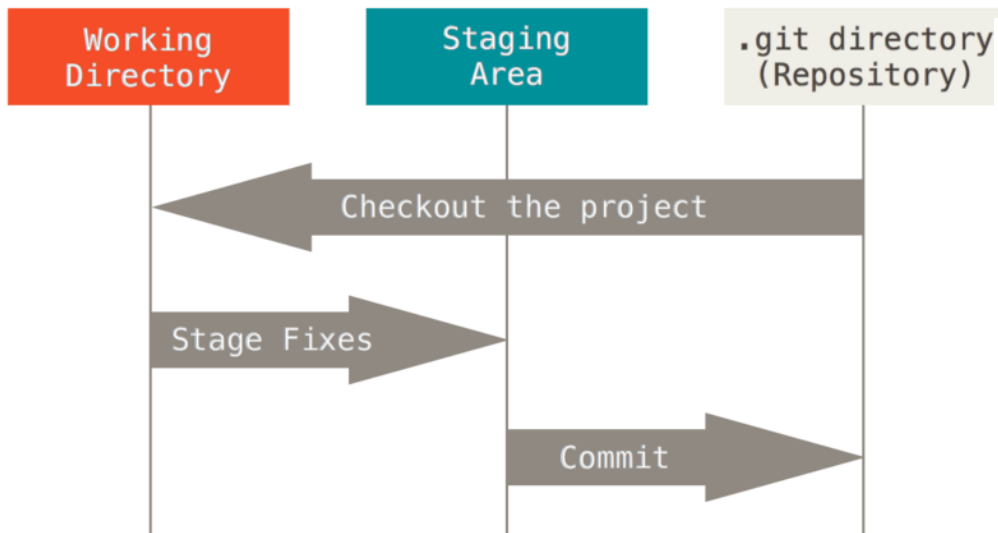 Working
Directory
Staging
Area
.git directory
(Repository)
Checkout the project
Stage Fixes
Commit